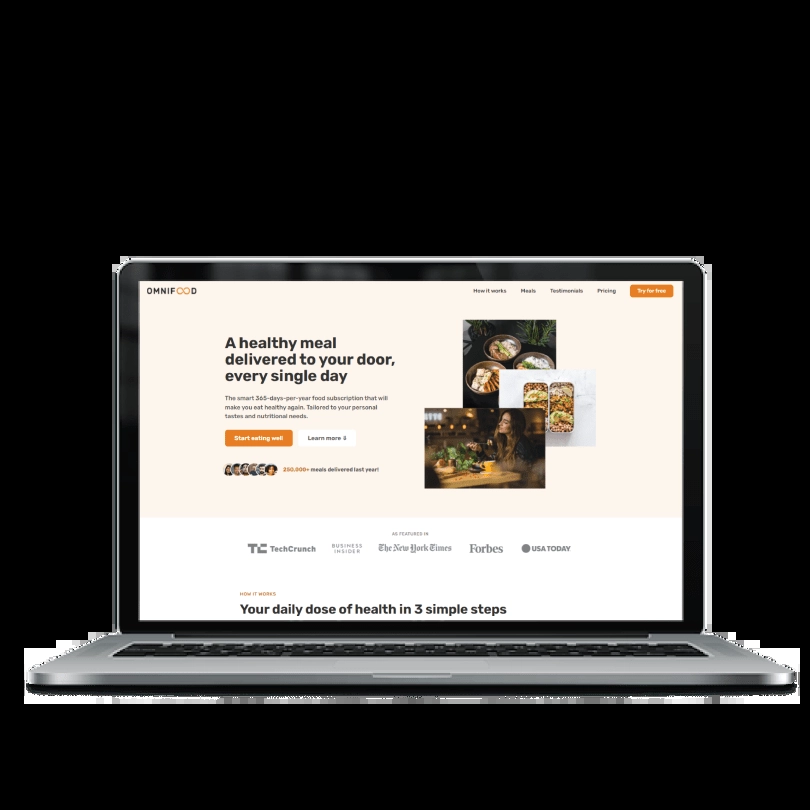 OMNIFOOD
How it works Meals Testimonials Pricing Try for free
A healthy meal
delivered to your door,
every single day
The smart 365-days-per-year food subscription that will
make you eat healthy again. Tailored to your personal
tastes and nutritional needs.
Start eating well Learn more ↓
250,000+ meals delivered last year!
AS FEATURED IN
TC TechCrunch
BUSINESS
INSIDER
The New York Times
Forbes
USA TODAY
HOW IT WORKS
Your daily dose of health in 3 simple steps